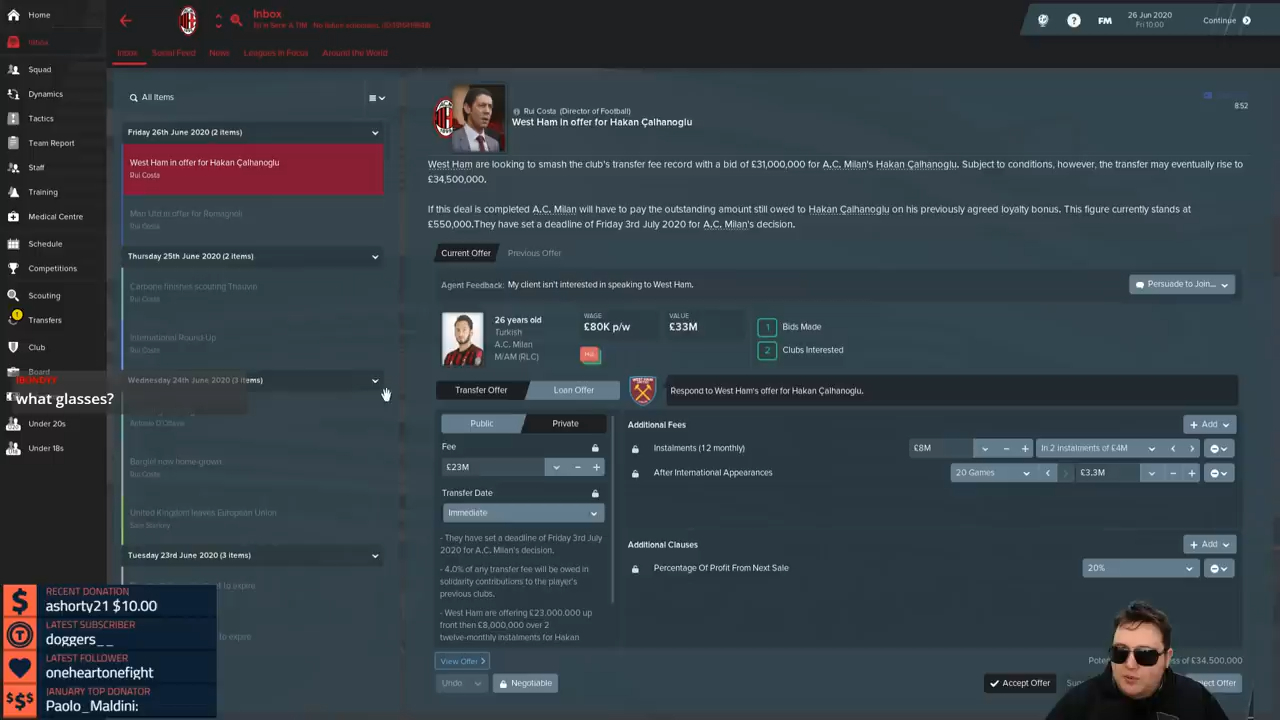 Home
Inbox
Squad
Dynamics
Tactics
Team Report
Staff
Training
Medical Centre
Schedule
Competitions
Scouting
Transfers
Club
Board
Under 20s
Under 18s
what glasses?
Inbox
FM
26 Jun 2020
Fri 10:00
Continue
Inbox
Social Feed
News
Leagues in Focus
Around the World
All Items
Friday 26th June 2020 (2 items)
West Ham in offer for Hakan Çalhanoglu
Rui Costa
Man Utd in offer for Romagnoli
Rui Costa
Thursday 25th June 2020 (2 items)
Carbone finishes scouting Thauvin
Rui Costa
International Round Up
Rui Costa
Wednesday 24th June 2020 (3 items)
now home-grown
Rui Costa
United Kingdom leaves European Union
Tuesday 23rd June 2020 (3 items)
t to expire
to expire
Rui Costa (Director of Football)
West Ham in offer for Hakan Çalhanoglu
8:52
West Ham are looking to smash the club's transfer fee record with a bid of £31,000,000 for A.C. Milan's Hakan Çalhanoglu. Subject to conditions, however, the transfer may eventually rise to
£34,500,000.
If this deal is completed A.C. Milan will have to pay the outstanding amount still owed to Hakan Çalhanoglu on his previously agreed loyalty bonus. This figure currently stands at
£550,000.They have set a deadline of Friday 3rd July 2020 for A.C. Milan's decision.
Current Offer
Previous Offer
Agent Feedback: My client isn't interested in speaking to West Ham.
Persuade to Join...
26 years old
Turkish
A.C. Milan
M/AM (RLC)
WAGE
£80K p/w
VALUE
£33M
1 Bids Made
2 Clubs Interested
Transfer Offer
Loan Offer
Respond to West Ham's offer for Hakan Çalhanoglu.
Public
Private
Fee
£23M
Transfer Date
Immediate
- They have set a deadline of Friday 3rd July
2020 for A.C. Milan's decision.
- 4.0% of any transfer fee will be owed in
solidarity contributions to the player's
previous clubs.
- West Ham are offering £23,000,000 up
front then £8,000,000 over 2
twelve-monthly instalments for Hakan
Additional Fees
+ Add
Instalments (12 monthly)
£8M
In 2 instalments of £4M
After International Appearances
20 Games
£3.3M
Additional Clauses
+ Add
Percentage Of Profit From Next Sale
20%
View Offer
Undo
Negotiable
of £34,500,000
Accept Offer
Offer
RECENT DONATION
ashorty21 $10.00
LATEST SUBSCRIBER
doggers__
LATEST FOLLOWER
oneheartonefight
JANUARY TOP DONATOR
Paolo_Maldini: